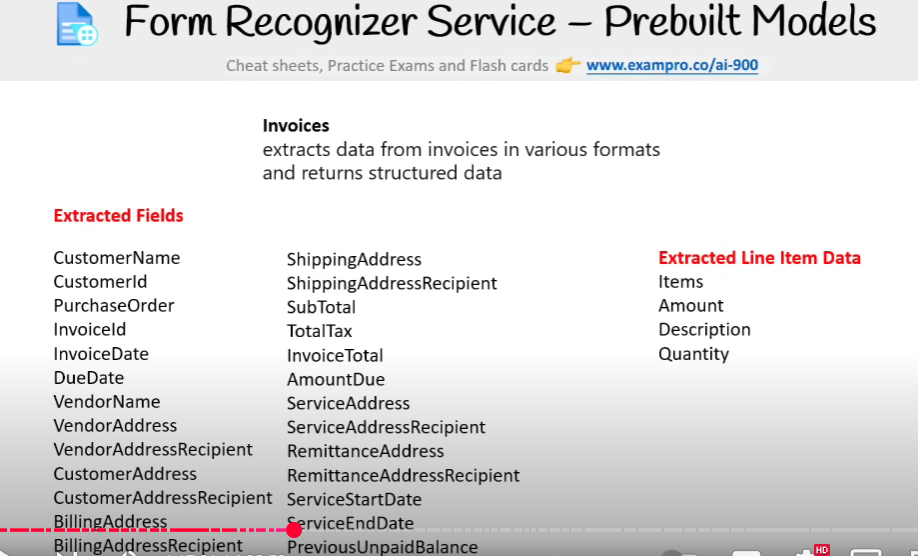 Form Recognizer Service – Prebuilt Models
Cheat sheets, Practice Exams and Flash cards 👉 www.exampro.co/ai-900
Invoices
extracts data from invoices in various formats
and returns structured data
Extracted Fields
CustomerName
CustomerId
PurchaseOrder
InvoiceId
InvoiceDate
DueDate
VendorName
VendorAddress
VendorAddressRecipient
CustomerAddress
CustomerAddressRecipient
BillingAddress
BillingAddressRecipient
ShippingAddress
ShippingAddressRecipient
SubTotal
TotalTax
InvoiceTotal
AmountDue
ServiceAddress
ServiceAddressRecipient
RemittanceAddress
RemittanceAddressRecipient
ServiceStartDate
ServiceEndDate
PreviousUnpaidBalance
Extracted Line Item Data
Items
Amount
Description
Quantity
HD